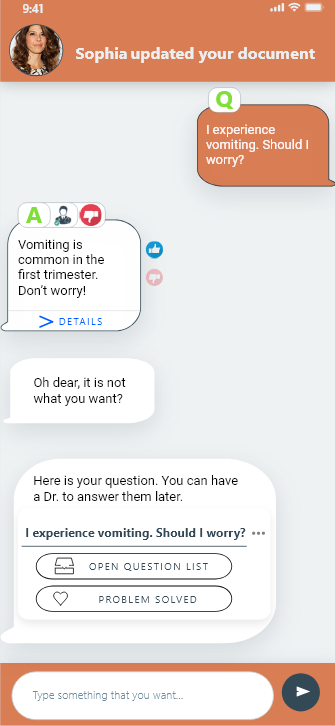 9:41
Sophia updated your document
Q
I experience
vomiting. Should I
worry?
A
Vomiting is
common in the
first trimester.
Don't worry!
> DETAILS
Oh dear, it is not
what you want?
Here is your question. You can have
a Dr. to answer them later.
I experience vomiting. Should I worry? •••
OPEN QUESTION LIST
PROBLEM SOLVED
Type something that you want...